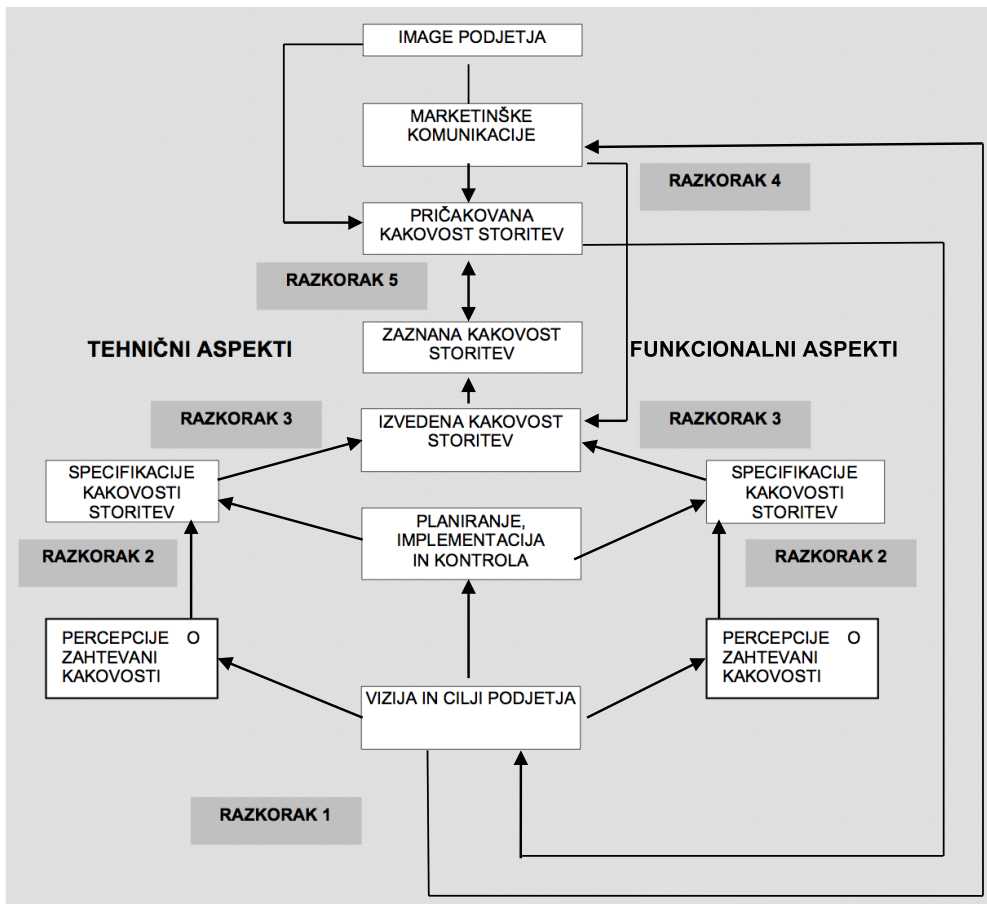 IMAGE PODJETJA
MARKETINŠKE
KOMUNIKACIJE
RAZKORAK 4
PRIČAKOVANA
KAKOVOST STORITEV
RAZKORAK 5
TEHNIČNI ASPEKTI
ZAZNANA KAKOVOST
STORITEV
FUNKCIONALNI ASPEKTI
RAZKORAK 3
IZVEDENA KAKOVOST
STORITEV
RAZKORAK 3
SPECIFIKACIJE
KAKOVOSTI
STORITEV
SPECIFIKACIJE
KAKOVOSTI
STORITEV
PLANIRANJE,
IMPLEMENTACIJA
IN KONTROLA
RAZKORAK 2
RAZKORAK 2
PERCEPCIJE O
ZAHTEVANI
KAKOVOSTI
PERCEPCIJE O
ZAHTEVANI
KAKOVOSTI
VIZIJA IN CILJI PODJETJA
RAZKORAK 1